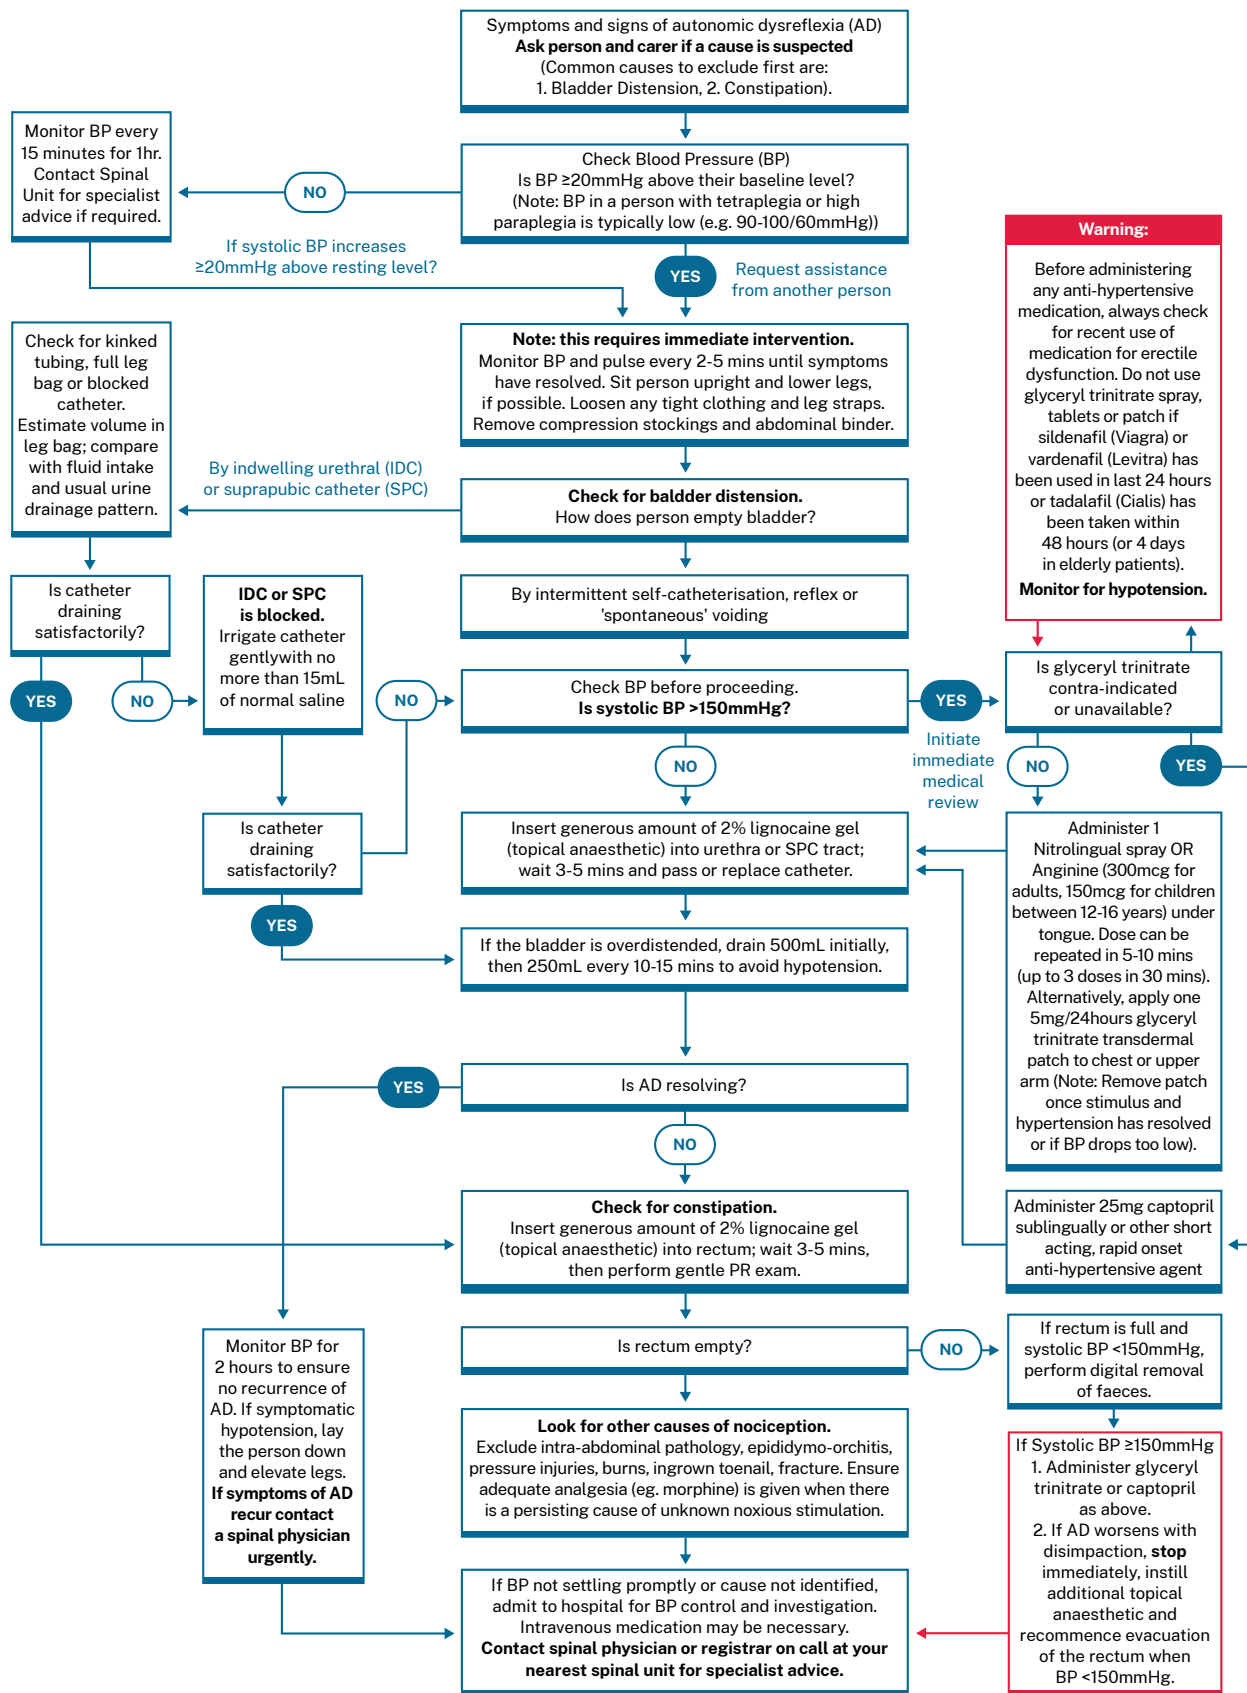 Symptoms and signs of autonomic dysreflexia (AD)
Ask person and carer if a cause is suspected
(Common causes to exclude first are:
1. Bladder Distension, 2. Constipation).
Monitor BP every
15 minutes for 1hr.
Contact Spinal
Unit for specialist
advice if required.
NO
Check Blood Pressure (BP)
Is BP ≥20mmHg above their baseline level?
(Note: BP in a person with tetraplegia or high
paraplegia is typically low (e.g. 90-100/60mmHg))
If systolic BP increases
≥20mmHg above resting level?
YES
Request assistance
from another person
Warning:
Before administering
any anti-hypertensive
medication, always check
for recent use of
medication for erectile
dysfunction. Do not use
glyceryl trinitrate spray,
tablets or patch if
sildenafil (Viagra) or
vardenafil (Levitra) has
been used in last 24 hours
or tadalafil (Cialis) has
been taken within
48 hours (or 4 days
in elderly patients).
Monitor for hypotension.
Note: this requires immediate intervention.
Monitor BP and pulse every 2-5 mins until symptoms
have resolved. Sit person upright and lower legs,
if possible. Loosen any tight clothing and leg straps.
Remove compression stockings and abdominal binder.
Check for kinked
tubing, full leg
bag or blocked
catheter.
Estimate volume in
leg bag; compare
with fluid intake
and usual urine
drainage pattern.
By indwelling urethral (IDC)
or suprapubic catheter (SPC)
Check for baldder distension.
How does person empty bladder?
Is catheter
draining
satisfactorily?
IDC or SPC
is blocked.
Irrigate catheter
gentlywith no
more than 15mL
of normal saline
By intermittent self-catheterisation, reflex or
'spontaneous' voiding
YES
NO
NO
Check BP before proceeding.
Is systolic BP >150mmHg?
YES
Initiate
immediate
medical
review
Is glyceryl trinitrate
contra-indicated
or unavailable?
NO
NO
YES
Is catheter
draining
satisfactorily?
Insert generous amount of 2% lignocaine gel
(topical anaesthetic) into urethra or SPC tract;
wait 3-5 mins and pass or replace catheter.
Administer 1
Nitrolingual spray OR
Anginine (300mcg for
adults, 150mcg for children
between 12-16 years) under
tongue. Dose can be
repeated in 5-10 mins
(up to 3 doses in 30 mins).
Alternatively, apply one
5mg/24hours glyceryl
trinitrate transdermal
patch to chest or upper
arm (Note: Remove patch
once stimulus and
hypertension has resolved
or if BP drops too low).
YES
If the bladder is overdistended, drain 500mL initially,
then 250mL every 10-15 mins to avoid hypotension.
YES
Is AD resolving?
NO
Check for constipation.
Insert generous amount of 2% lignocaine gel
(topical anaesthetic) into rectum; wait 3-5 mins,
then perform gentle PR exam.
Administer 25mg captopril
sublingually or other short
acting, rapid onset
anti-hypertensive agent
Is rectum empty?
NO
If rectum is full and
systolic BP <150mmHg,
perform digital removal
of faeces.
Monitor BP for
2 hours to ensure
no recurrence of
AD. If symptomatic
hypotension, lay
the person down
and elevate legs.
If symptoms of AD
recur contact
a spinal physician
urgently.
Look for other causes of nociception.
Exclude intra-abdominal pathology, epididymo-orchitis,
pressure injuries, burns, ingrown toenail, fracture. Ensure
adequate analgesia (eg. morphine) is given when there
is a persisting cause of unknown noxious stimulation.
If Systolic BP ≥150mmHg
1. Administer glyceryl
trinitrate or captopril
as above.
2. If AD worsens with
disimpaction, stop
immediately, instill
additional topical
anaesthetic and
recommence evacuation
of the rectum when
BP <150mmHg.
If BP not settling promptly or cause not identified,
admit to hospital for BP control and investigation.
Intravenous medication may be necessary.
Contact spinal physician or registrar on call at your
nearest spinal unit for specialist advice.